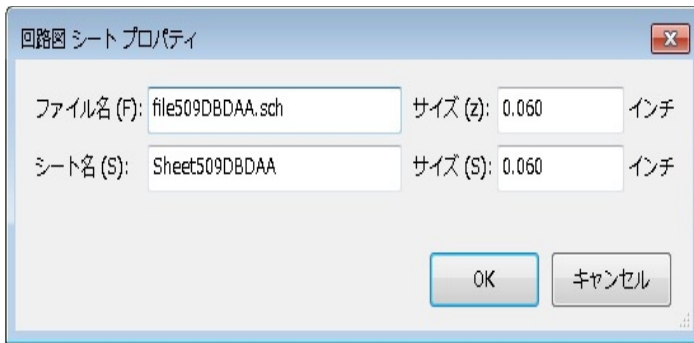 回路図 シート プロパティ
ファイル名 (F): file509DBDAA.sch サイズ (z): 0.060 インチ
シート名 (S): Sheet509DBDAA サイズ (S): 0.060 インチ
OK キャンセル